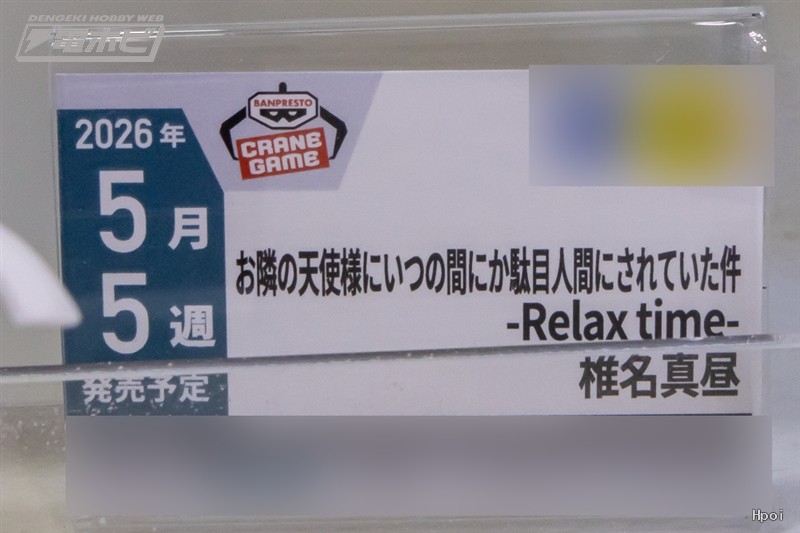 DENGEKI HOBBY WEB
電ホビ
BANPRESTO
CRANE
GAME
2026年
5月
5週
発売予定
お隣の天使様にいつの間にか駄目人間にされていた件
-Relax time-
椎名真昼
Hpoi